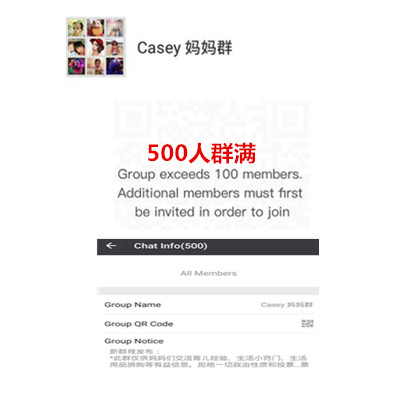 Casey 妈妈群
500人群满
Group exceeds 100 members.
Additional members must first
be invited in order to join
Chat Info(500)
All Members
Group Name Casey 妈妈群
Group QR Code
Group Notice
新群规发布：
*此群仅供妈妈们交流育儿经验、生活小窍门、生活
用品拼购等有益信息。拒绝一切政治性质和投票...票